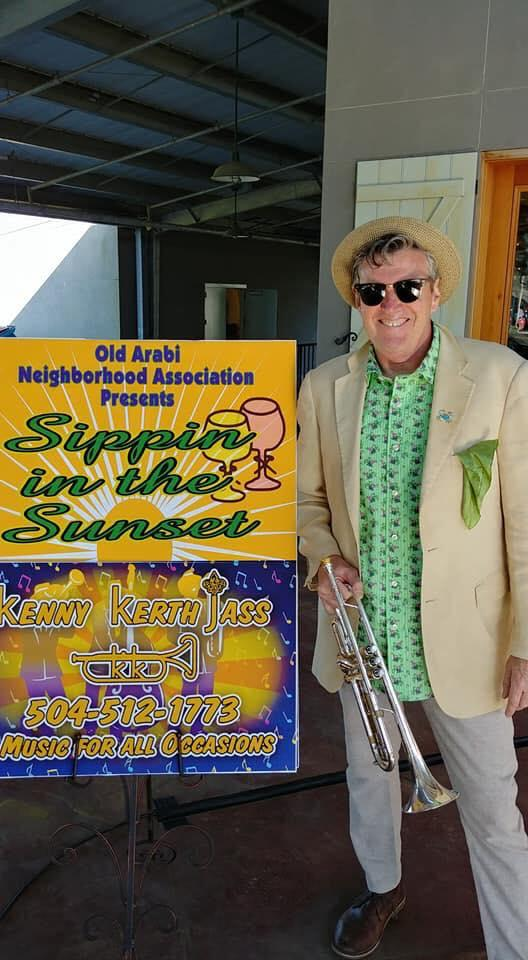 Old Arabi
Neighborhood Association
Presents
Sippin
in the
Sunset
Kenny Kerth Jass
KK
504-512-1773
Music for all Occasions